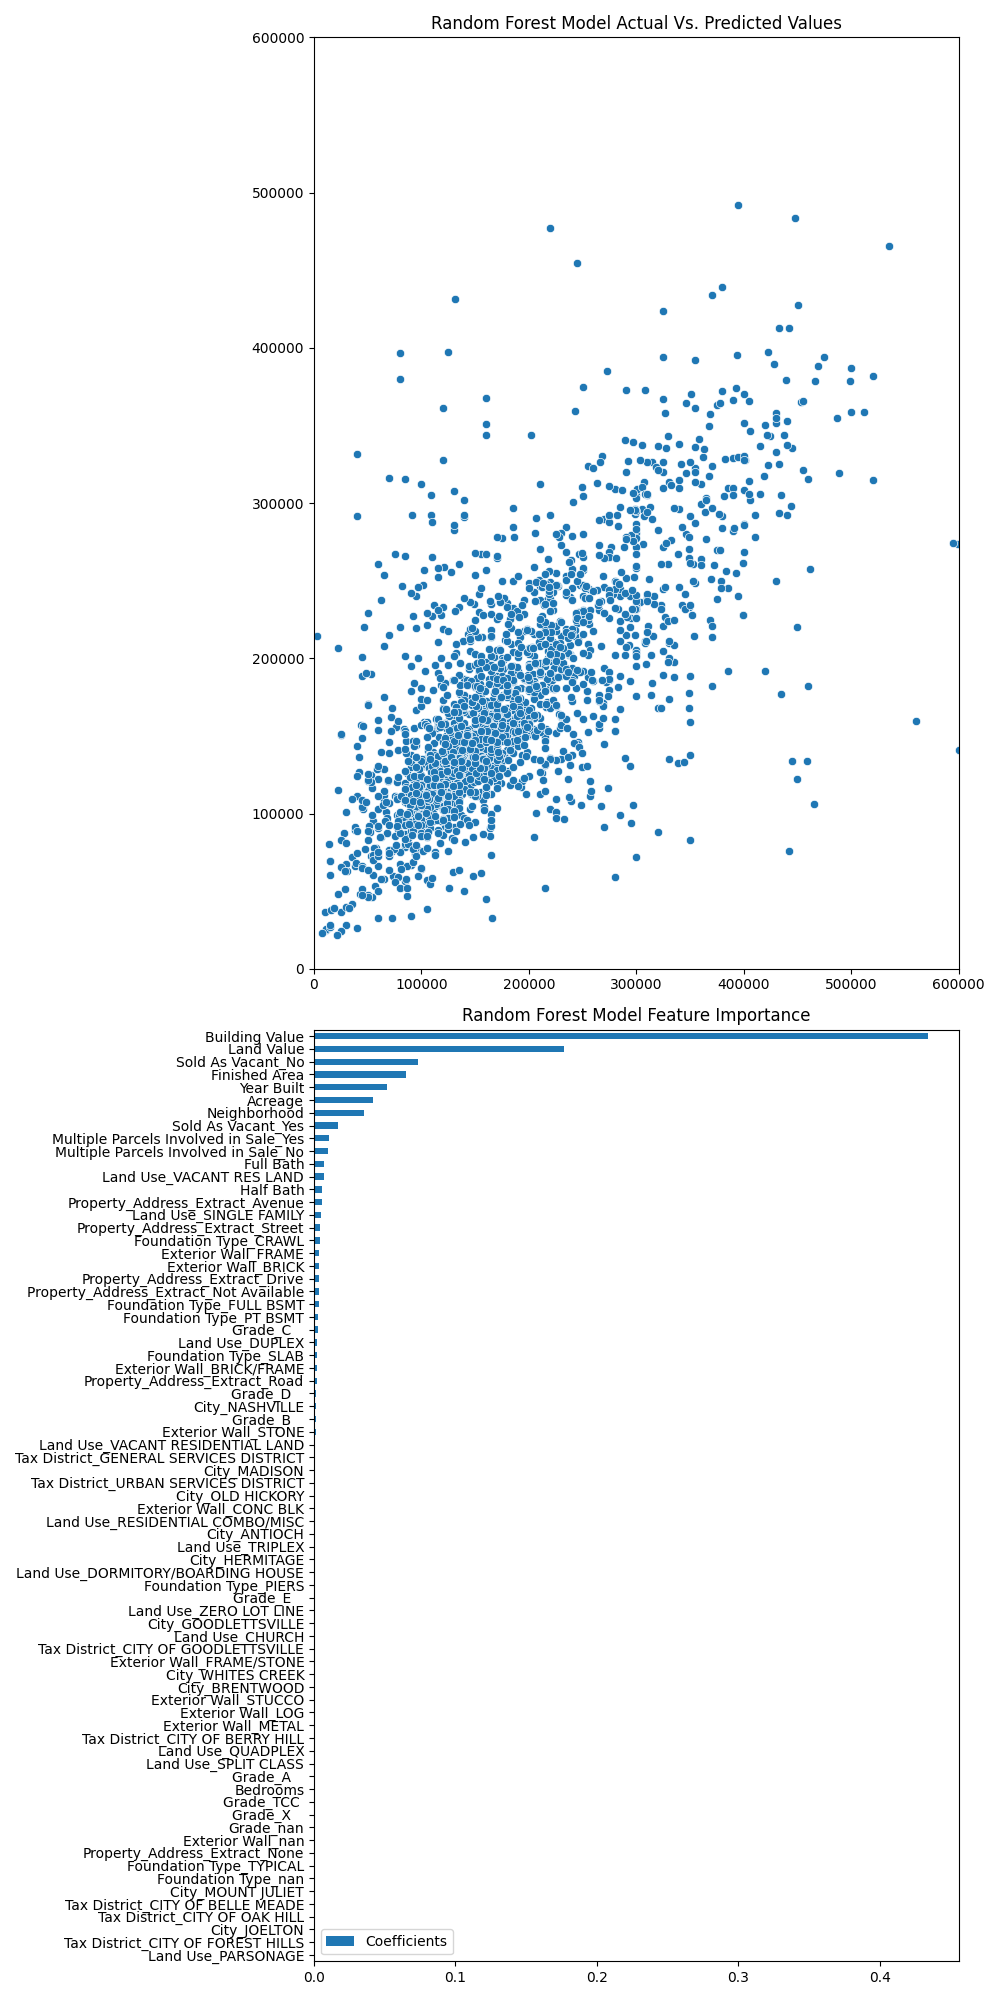 Random Forest Model Actual Vs. Predicted Values
600000
500000
400000
300000
200000
100000
0
0 100000 200000 300000 400000 500000 600000
Random Forest Model Feature Importance
Building Value
Land Value
Sold As Vacant_No
Finished Area
Year Built
Acreage
Neighborhood
Sold As Vacant_Yes
Multiple Parcels Involved in Sale_Yes
Multiple Parcels Involved in Sale_No
Full Bath
Land Use_VACANT RES LAND
Half Bath
Property_Address_Extract_Avenue
Land Use_SINGLE FAMILY
Property_Address_Extract_Street
Foundation Type_CRAWL
Exterior Wall_FRAME
Exterior Wall_BRICK
Property_Address_Extract_Drive
Property_Address_Extract_Not Available
Foundation Type_FULL BSMT
Foundation Type_PT BSMT
Grade_C
Land Use_DUPLEX
Foundation Type_SLAB
Exterior Wall_BRICK/FRAME
Property_Address_Extract_Road
Grade_D
City_NASHVILLE
Grade_B
Exterior Wall_STONE
Land Use_VACANT RESIDENTIAL LAND
Tax District_GENERAL SERVICES DISTRICT
City_MADISON
Tax District_URBAN SERVICES DISTRICT
City_OLD HICKORY
Exterior Wall_CONC BLK
Land Use_RESIDENTIAL COMBO/MISC
City_ANTIOCH
Land Use_TRIPLEX
City_HERMITAGE
Land Use_DORMITORY/BOARDING HOUSE
Foundation Type_PIERS
Grade_E
Land Use_ZERO LOT LINE
City_GOODLETTSVILLE
Land Use_CHURCH
Tax District_CITY OF GOODLETTSVILLE
Exterior Wall_FRAME/STONE
City_WHITES CREEK
City_BRENTWOOD
Exterior Wall_STUCCO
Exterior Wall_LOG
Exterior Wall_METAL
Tax District_CITY OF BERRY HILL
Land Use_QUADPLEX
Land Use_SPLIT CLASS
Grade_A
Bedrooms
Grade_TCC
Grade_X
Grade_nan
Exterior Wall_nan
Property_Address_Extract_None
Foundation Type_TYPICAL
Foundation Type_nan
City_MOUNT JULIET
Tax District_CITY OF BELLE MEADE
Tax District_CITY OF OAK HILL
City_JOELTON
Tax District_CITY OF FOREST HILLS
Land Use_PARSONAGE
Coefficients
0.0 0.1 0.2 0.3 0.4